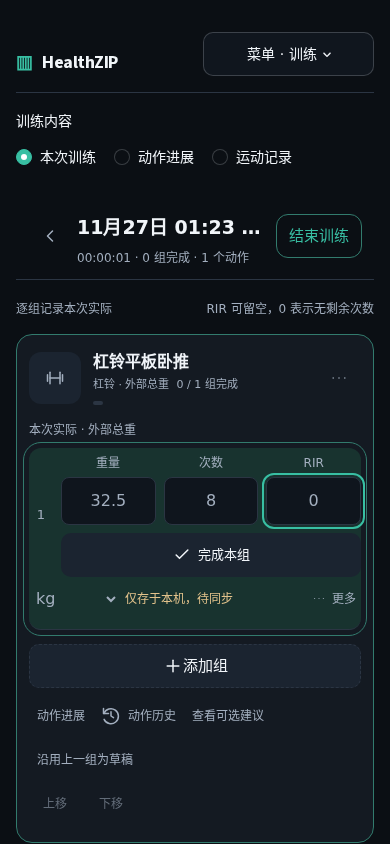 HealthZIP
菜单 · 训练
训练内容
本次训练 动作进展 运动记录
11月27日 01:23 ...
00:00:01 · 0 组完成 · 1 个动作
结束训练
逐组记录本次实际 RIR 可留空，0 表示无剩余次数
杠铃平板卧推
杠铃 · 外部总重 0 / 1 组完成
...
本次实际 · 外部总重
重量 次数 RIR
1 32.5 8 0
完成本组
kg 仅存于本机，待同步 ··· 更多
添加组
动作进展 动作历史 查看可选建议
沿用上一组为草稿
上移 下移